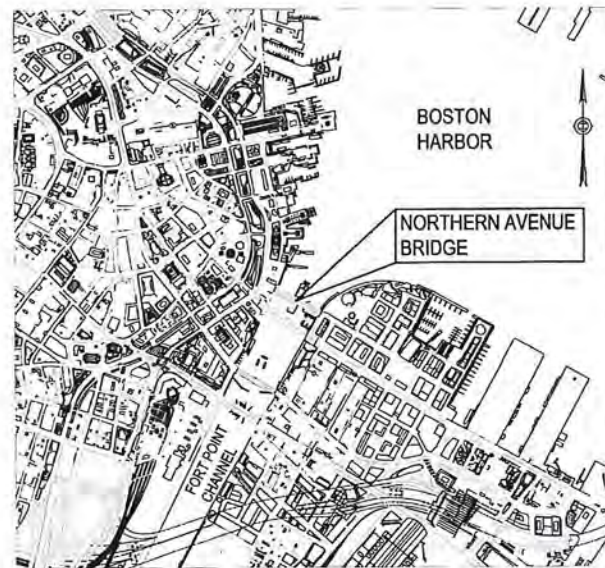 BOSTON
HARBOR
NORTHERN AVENUE
BRIDGE
FORT POINT
CHANNEL